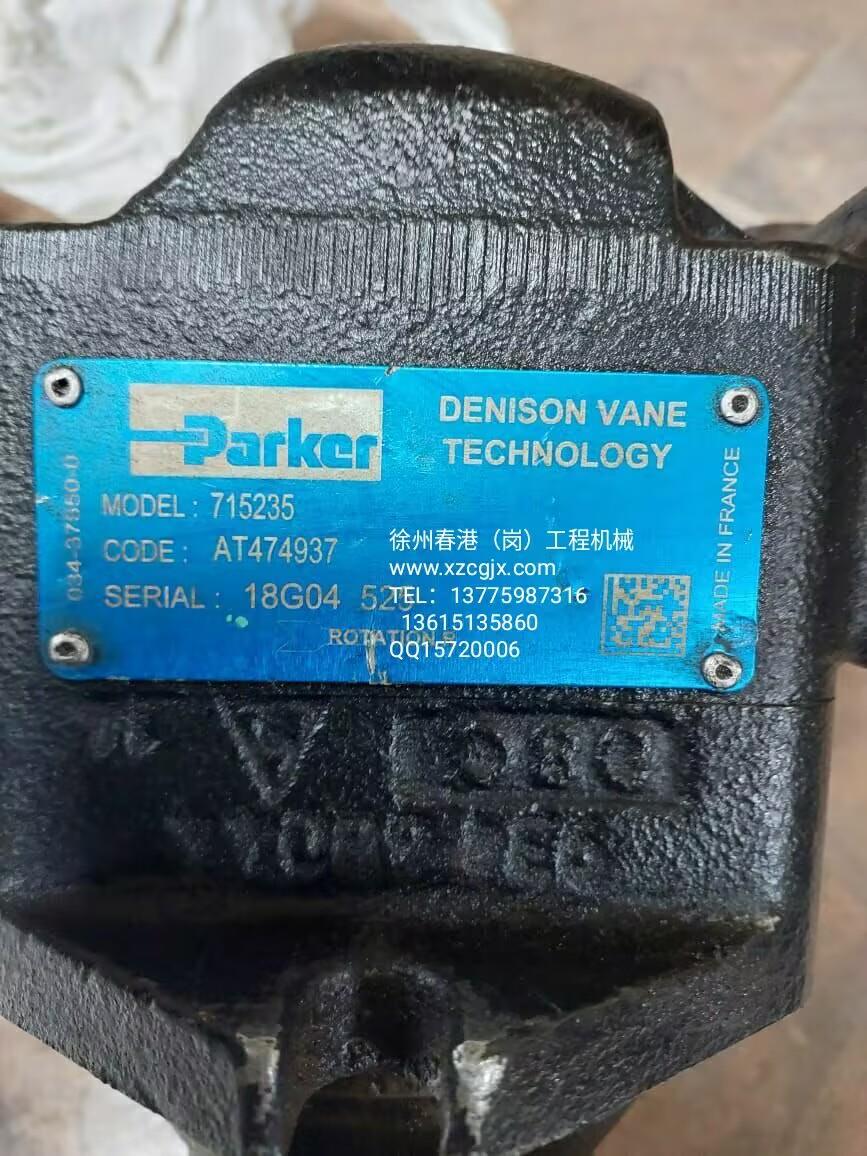 Parker
DENISON VANE
TECHNOLOGY
MODEL : 715235
CODE : AT474937
SERIAL : 18G04
ROTATION R
MADE IN FRANCE
徐州春港（岗）工程机械
www.xzcgjx.com
TEL：13775987316
13615135860
QQ15720006